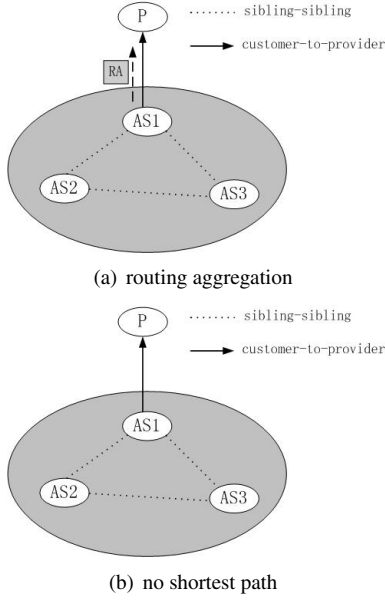 P
sibling-sibling
customer-to-provider
RA
AS1
AS2
AS3
(a) routing aggregation
P
sibling-sibling
customer-to-provider
AS1
AS2
AS3
(b) no shortest path